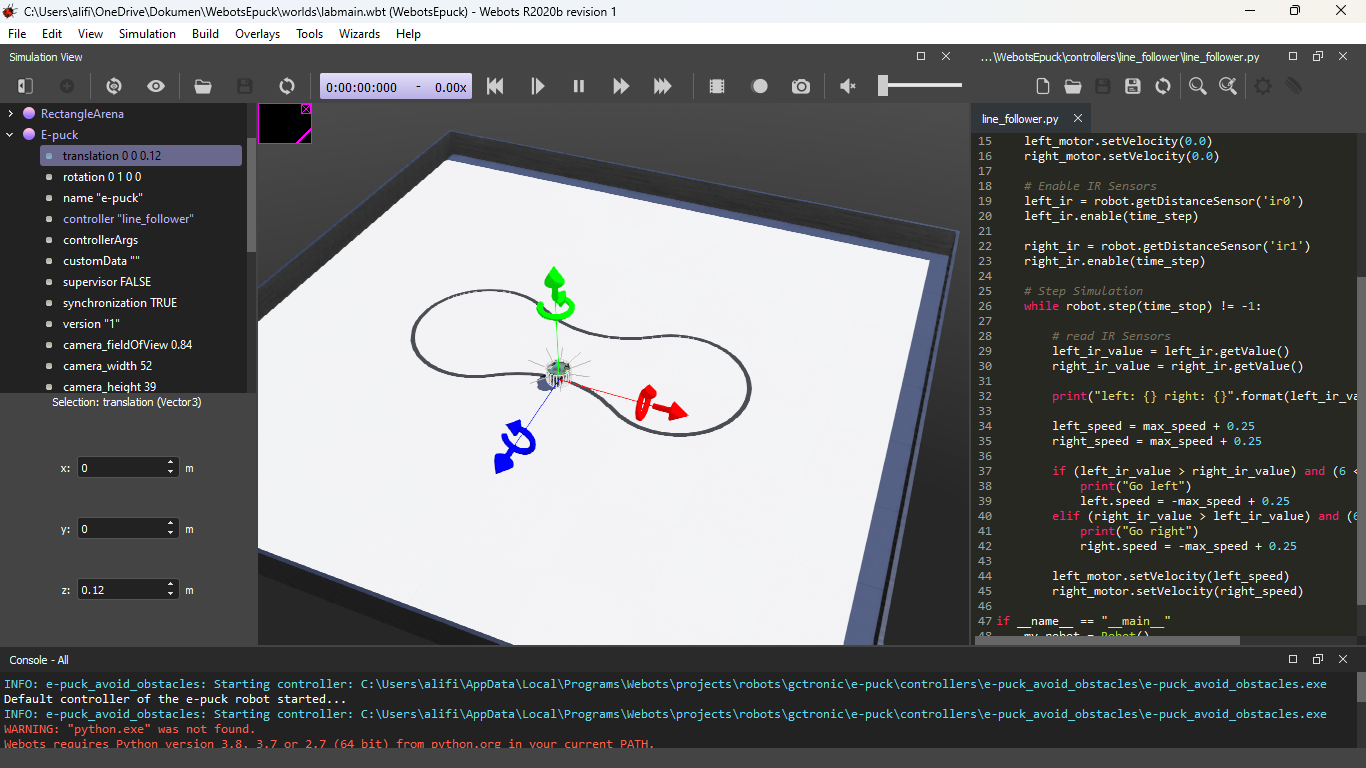 C:\Users\alifi\OneDrive\Dokumen\WebotsEpuck\worlds\labmain.wbt (WebotsEpuck) - Webots R2020b revision 1
File Edit View Simulation Build Overlays Tools Wizards Help
Simulation View
...\WebotsEpuck\controllers\line_follower\line_follower.py
0:00:00:000 - 0.00x
RectangleArena
E-puck
translation 0 0 0.12
rotation 0 1 0 0
name "e-puck"
controller "line_follower"
controllerArgs
customData ""
supervisor FALSE
synchronization TRUE
version "1"
camera_fieldOfView 0.84
camera_width 52
camera_height 39
Selection: translation (Vector3)
x: 0 m
y: 0 m
z: 0.12 m
line_follower.py
15 left_motor.setVelocity(0.0)
16 right_motor.setVelocity(0.0)
17
18 # Enable IR Sensors
19 left_ir = robot.getDistanceSensor('ir0')
20 left_ir.enable(time_step)
21
22 right_ir = robot.getDistanceSensor('ir1')
23 right_ir.enable(time_step)
24
25 # Step Simulation
26 while robot.step(time_stop) != -1:
27
28 # read IR Sensors
29 left_ir_value = left_ir.getValue()
30 right_ir_value = right_ir.getValue()
31
32 print("left: {} right: {}".format(left_ir_va
33
34 left_speed = max_speed + 0.25
35 right_speed = max_speed + 0.25
36
37 if (left_ir_value > right_ir_value) and (6 <
38 print("Go left")
39 left.speed = -max_speed + 0.25
40 elif (right_ir_value > left_ir_value) and (6
41 print("Go right")
42 right.speed = -max_speed + 0.25
43
44 left_motor.setVelocity(left_speed)
45 right_motor.setVelocity(right_speed)
46
47 if __name__ == "__main__"
48 my_robot = Robot()
Console - All
INFO: e-puck_avoid_obstacles: Starting controller: C:\Users\alifi\AppData\Local\Programs\Webots\projects\robots\gctronic\e-puck\controllers\e-puck_avoid_obstacles\e-puck_avoid_obstacles.exe
Default controller of the e-puck robot started...
INFO: e-puck_avoid_obstacles: Starting controller: C:\Users\alifi\AppData\Local\Programs\Webots\projects\robots\gctronic\e-puck\controllers\e-puck_avoid_obstacles\e-puck_avoid_obstacles.exe
WARNING: "python.exe" was not found.
Webots requires Python version 3.8, 3.7 or 2.7 (64 bit) from python.org in your current PATH.